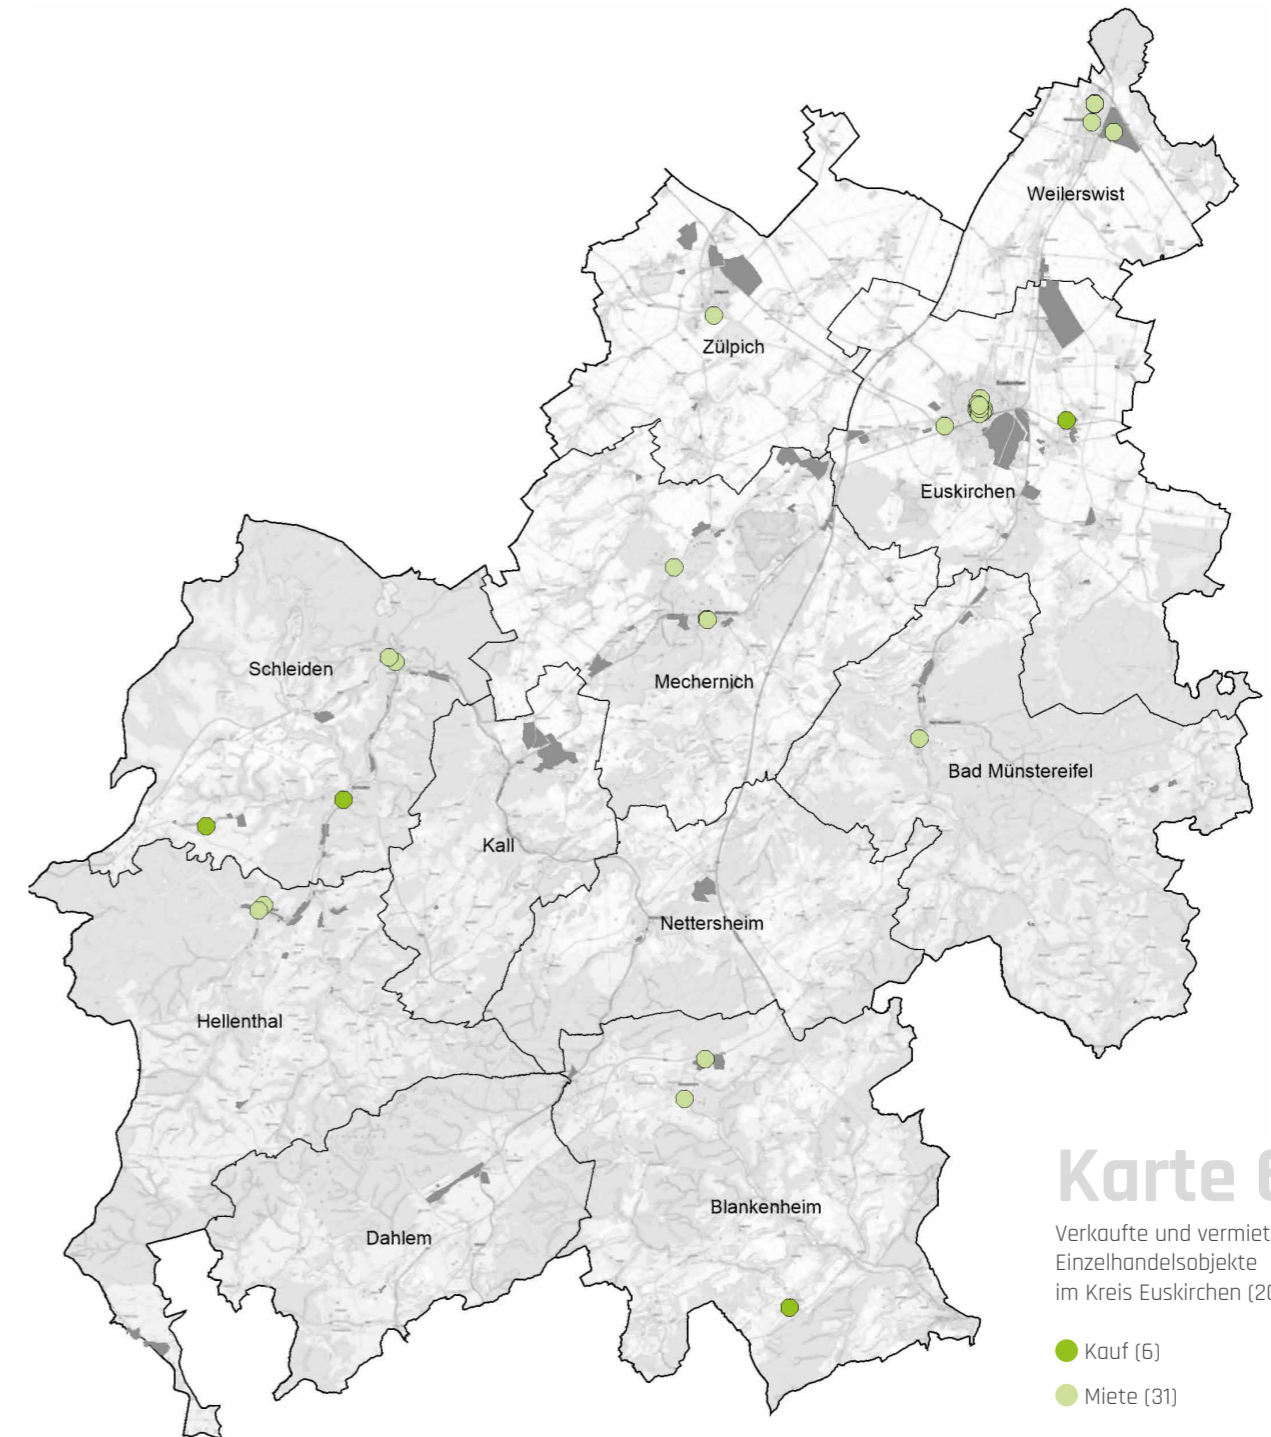 Weilerswist
Zülpich
Euskirchen
Schleiden
Mechernich
Bad Münstereifel
Kall
Nettersheim
Hellenthal
Blankenheim
Dahlem
Karte
Verkaufte und vermiet
Einzelhandelsobjekte
im Kreis Euskirchen (20
Kauf (6)
Miete (31)